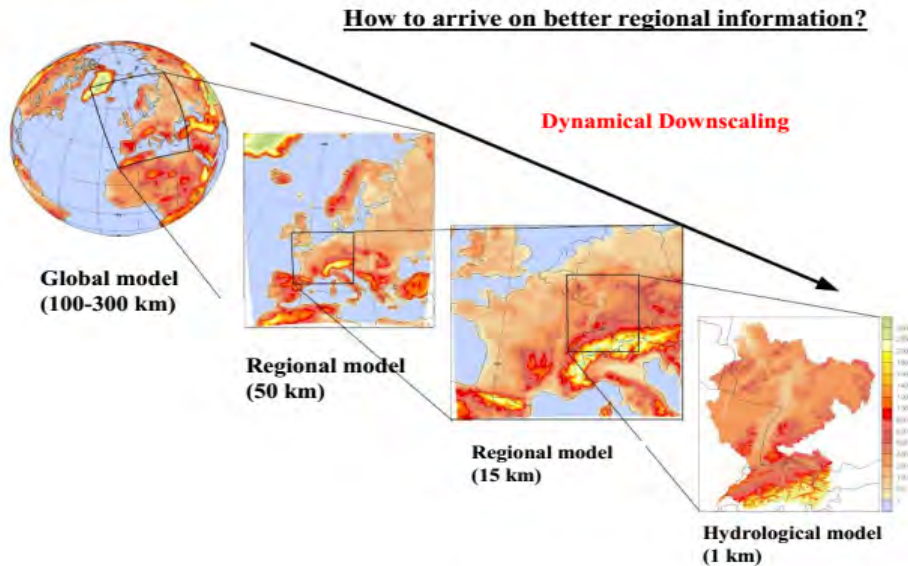 How to arrive on better regional information?
Dynamical Downscaling
Global model
(100-300 km)
Regional model
(50 km)
Regional model
(15 km)
Hydrological model
(1 km)